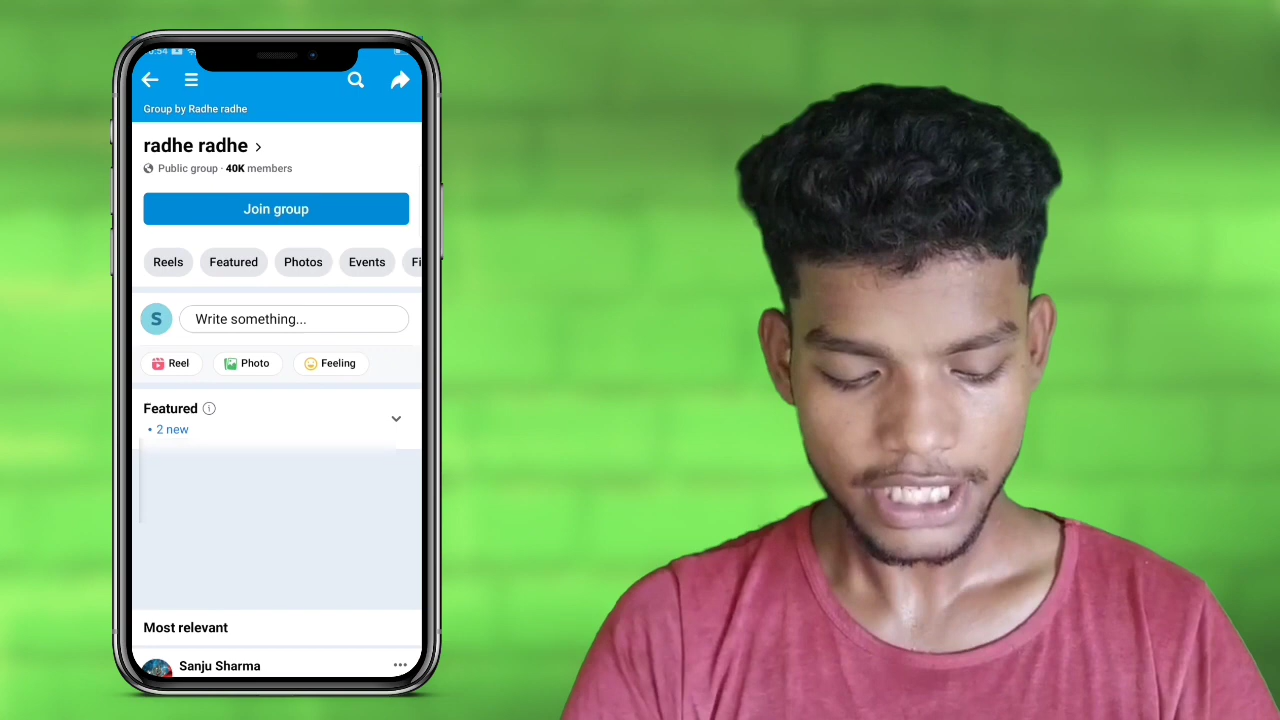 Group by Radhe radhe
radhe radhe
Public group · 40K members
Join group
Reels Featured Photos Events
S Write something...
Reel Photo Feeling
Featured
• 2 new
Most relevant
Sanju Sharma